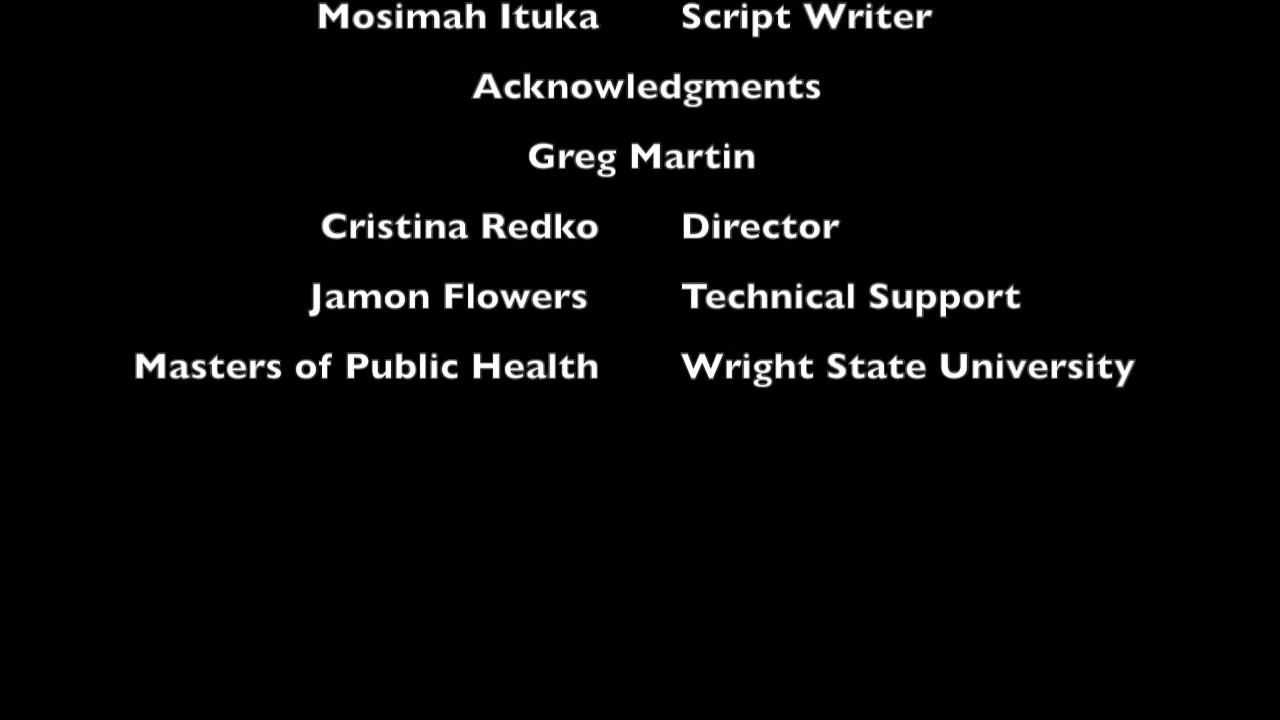 Mosimah Ituka Script Writer
Acknowledgments
Greg Martin
Cristina Redko Director
Jamon Flowers Technical Support
Masters of Public Health Wright State University